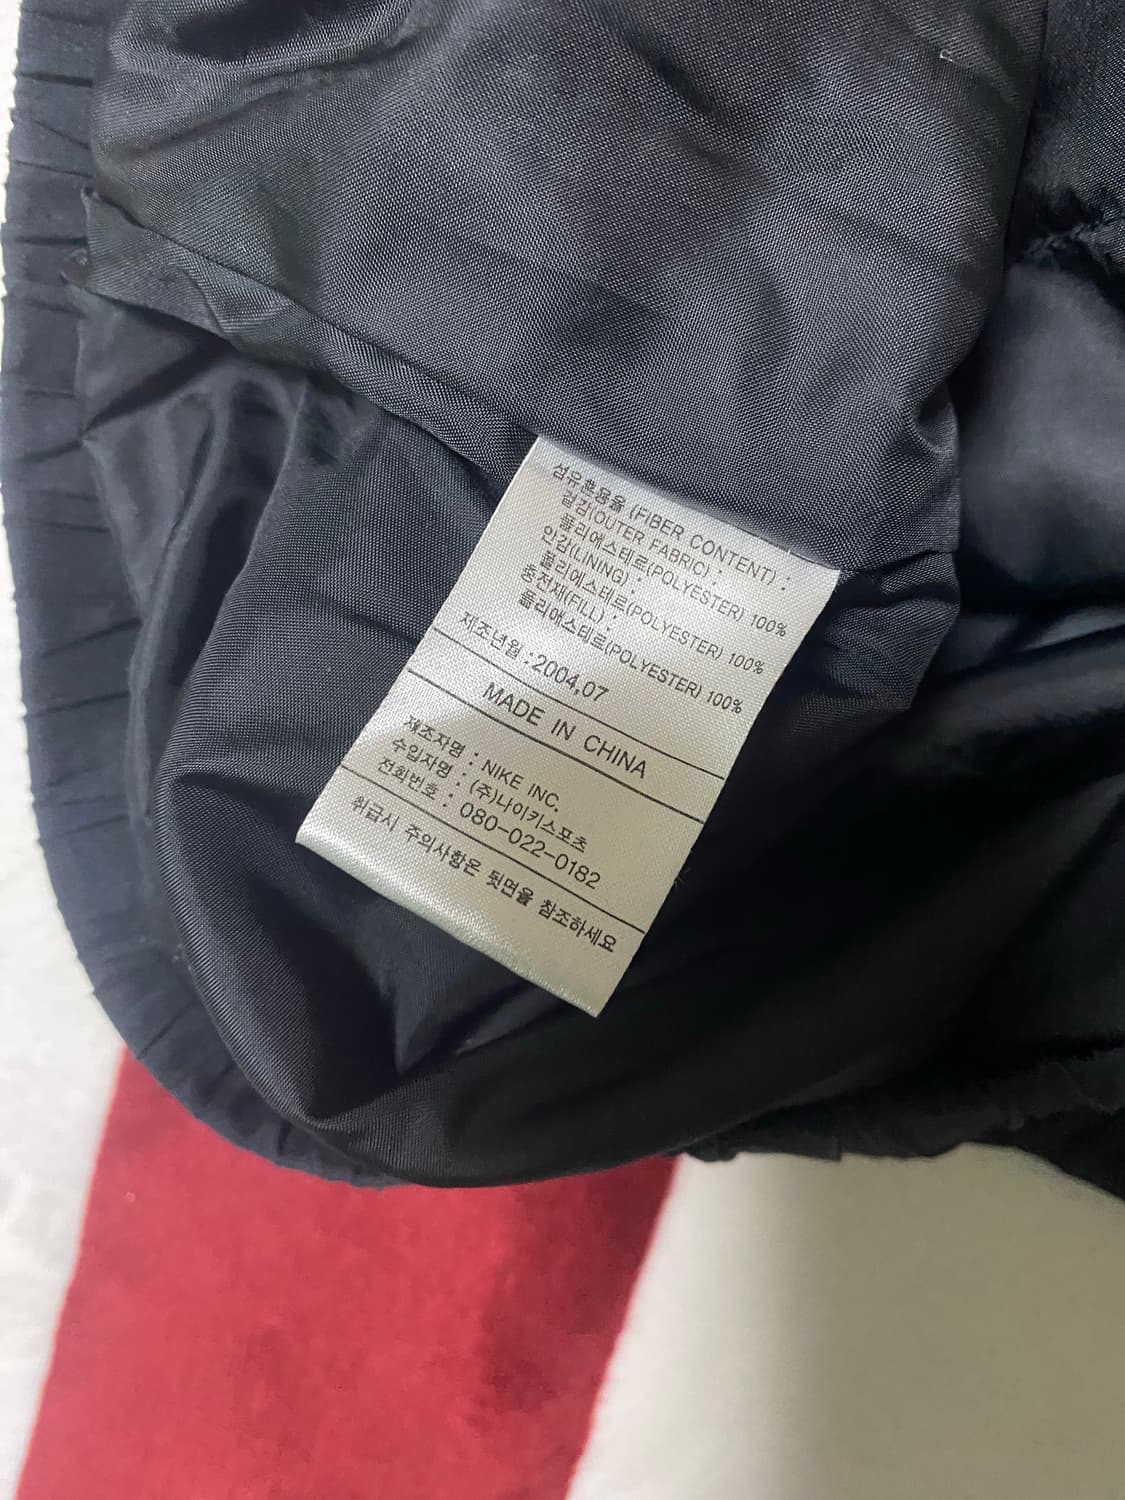 섬유혼용율 (FIBER CONTENT) :
겉감(OUTER FABRIC) :
폴리에스테르(POLYESTER) 100%
안감(LINING) :
폴리에스테르(POLYESTER) 100%
충전재(FILL) :
폴리에스테르(POLYESTER) 100%
제조년월 : 2004.07
MADE IN CHINA
제조자명 : NIKE INC.
수입자명 : (주)나이키스포츠
전화번호 : 080-022-0182
취급시 주의사항은 뒷면을 참조하세요